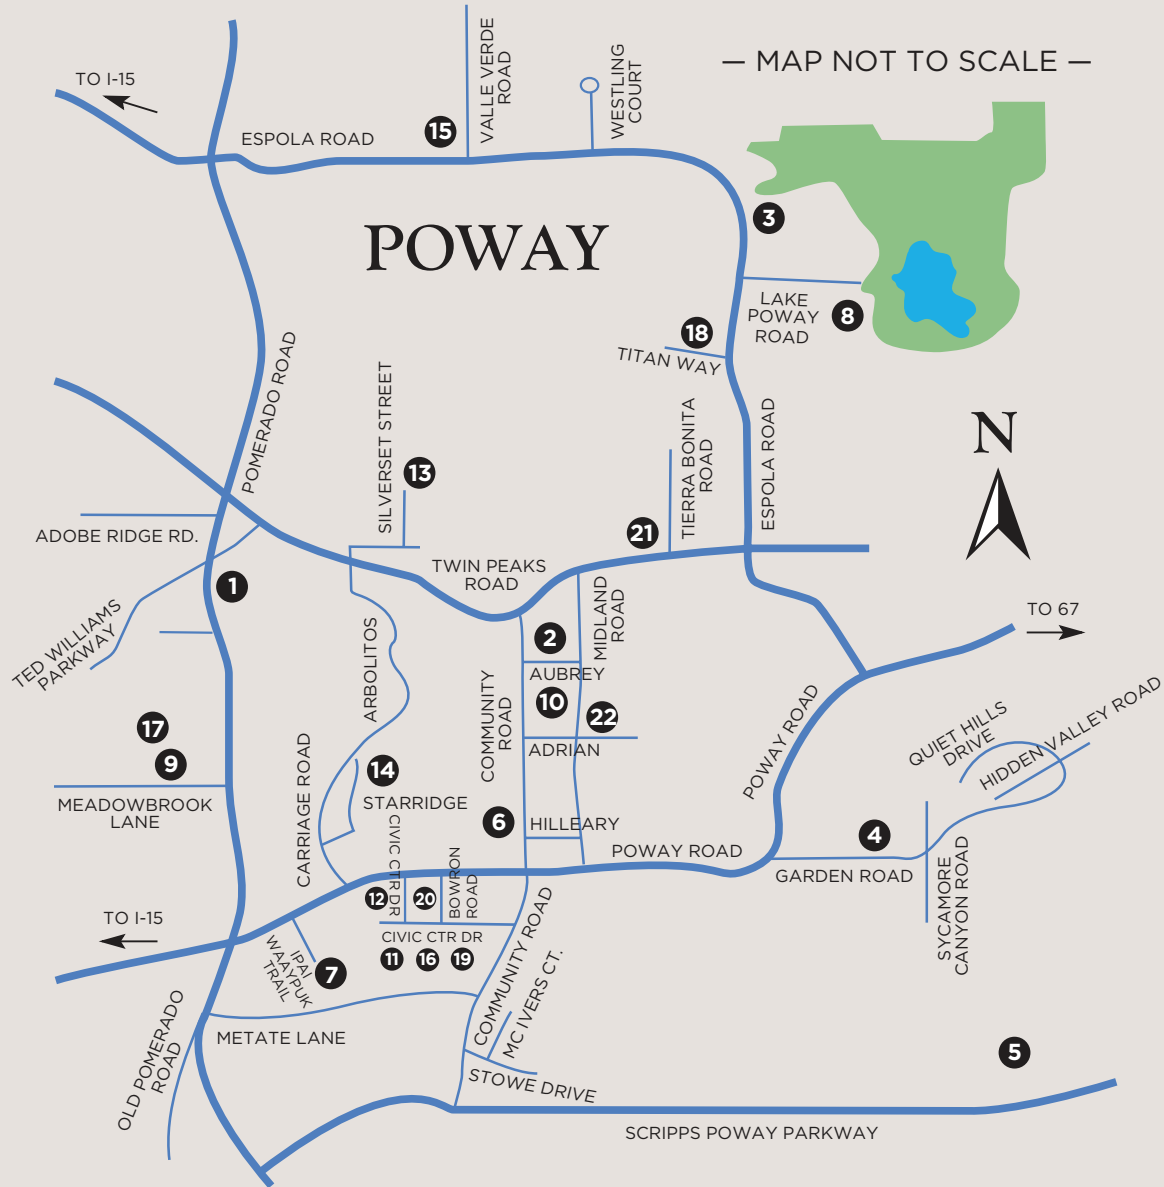 — MAP NOT TO SCALE —
TO I-15
ESPOLA ROAD
15
VALLE VERDE
ROAD
WESTLING
COURT
POWAY
3
LAKE
POWAY
ROAD
8
18
TITAN WAY
N
POMERADO ROAD
SILVERSET STREET
13
TIERRA BONITA
ROAD
ESPOLA ROAD
21
ADOBE RIDGE RD.
TWIN PEAKS
ROAD
1
TED WILLIAMS
PARKWAY
ARBOLITOS
MIDLAND
ROAD
2
AUBREY
10
22
ADRIAN
COMMUNITY
ROAD
TO 67
17
9
MEADOWBROOK
LANE
CARRIAGE ROAD
14
STARRIDGE
6
HILLEARY
POWAY ROAD
POWAY ROAD
QUIET HILLS
DRIVE
HIDDEN VALLEY ROAD
4
GARDEN ROAD
SYCAMORE
CANYON ROAD
CIVIC CTR DR
12
20
BOWRON
ROAD
TO I-15
CIVIC CTR DR
11
16
19
IPAI
WAAYPUK
TRAIL
7
COMMUNITY ROAD
MC IVERS CT.
METATE LANE
OLD POMERADO
ROAD
STOWE DRIVE
5
SCRIPPS POWAY PARKWAY